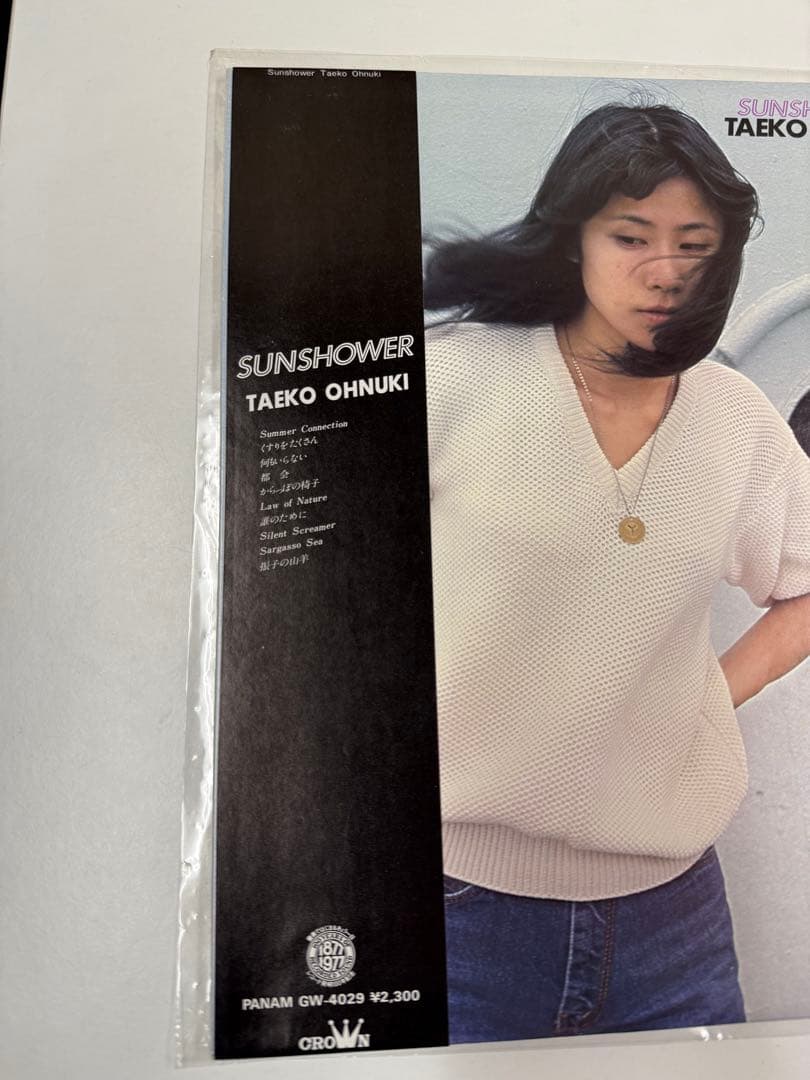 Sunshower Taeko Ohnuki
SUNSH
TAEKO
SUNSHOWER
TAEKO OHNUKI
Summer Connection
くすりをたくさん
何もいらない
都会
からっぽの椅子
Law of Nature
誰のために
Silent Screamer
Sargasso Sea
振子の山羊
1877
1977
PANAM GW-4029 ¥2,300
CROWN